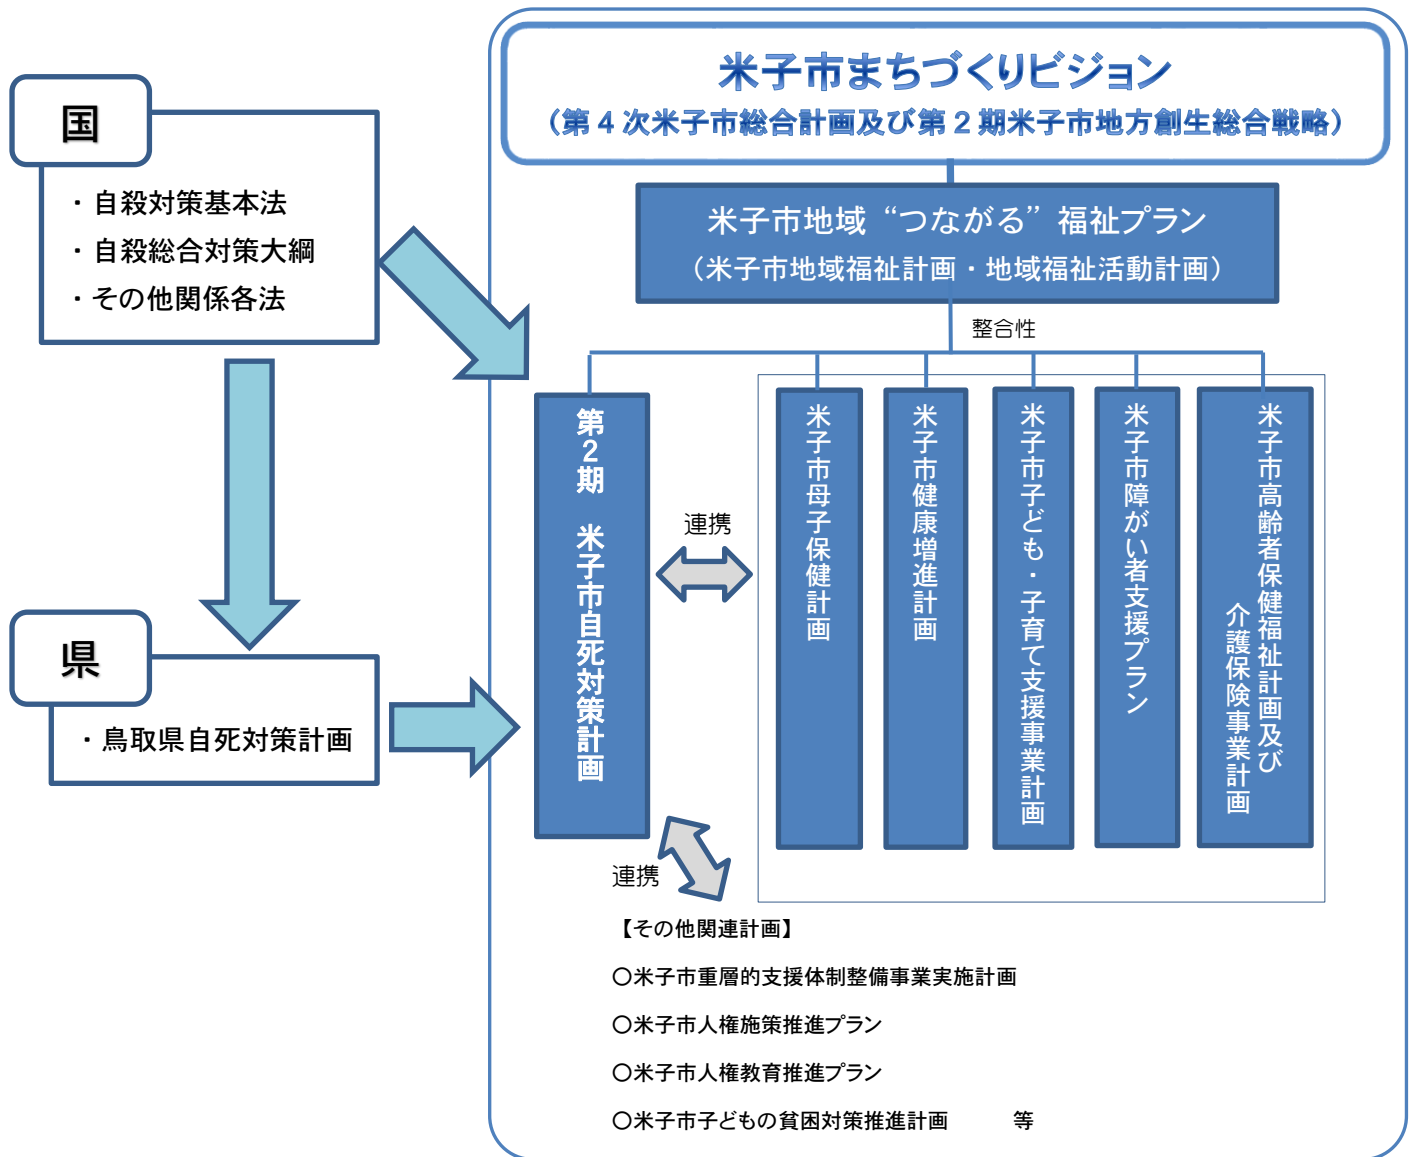 米子市まちづくりビジョン
（第４次米子市総合計画及び第２期米子市地方創生総合戦略）
国
・自殺対策基本法
・自殺総合対策大綱
・その他関係各法
米子市地域 “つながる” 福祉プラン
（米子市地域福祉計画・地域福祉活動計画）
整合性
第2期　米子市自死対策計画
連携
米子市母子保健計画
米子市健康増進計画
米子市子ども・子育て支援事業計画
米子市障がい者支援プラン
米子市高齢者保健福祉計画及び
介護保険事業計画
県
・鳥取県自死対策計画
連携
【その他関連計画】
〇米子市重層的支援体制整備事業実施計画
〇米子市人権施策推進プラン
〇米子市人権教育推進プラン
〇米子市子どもの貧困対策推進計画　　　等